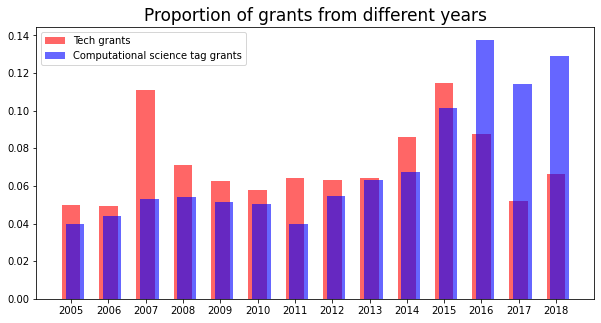 Proportion of grants from different years
Tech grants
Computational science tag grants
0.14
0.12
0.10
0.08
0.06
0.04
0.02
0.00
2005 2006 2007 2008 2009 2010 2011 2012 2013 2014 2015 2016 2017 2018